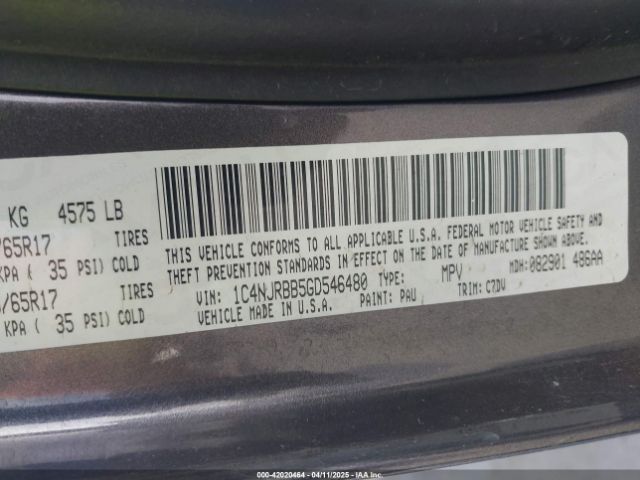 KG 4575 LB
/65R17 TIRES
KPA ( 35 PSI) COLD
/65R17 TIRES
KPA ( 35 PSI) COLD
THIS VEHICLE CONFORMS TO ALL APPLICABLE U.S.A. FEDERAL MOTOR VEHICLE SAFETY AND
THEFT PREVENTION STANDARDS IN EFFECT ON THE DATE OF MANUFACTURE SHOWN ABOVE.
VIN: 1C4NJRBB5GD546480 TYPE: MPV MDH: 082901 486AA
VEHICLE MADE IN U.S.A. PAINT: PAU TRIM: C7DV
000-42020464 - 04/11/2025 - IAAI.COM